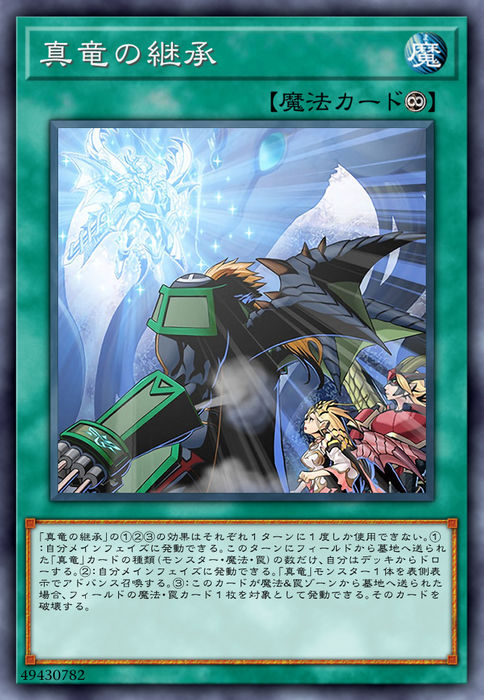 真竜の継承
魔
【魔法カード♾】
「真竜の継承」の①②③の効果はそれぞれ1ターンに1度しか使用できない。①
：自分メインフェイズに発動できる。このターンにフィールドから墓地へ送られ
た「真竜」カードの種類(モンスター・魔法・罠)の数だけ、自分はデッキからドロ
ーする。②：自分メインフェイズに発動できる。「真竜」モンスター1体を表側表
示でアドバンス召喚する。③：このカードが魔法&罠ゾーンから墓地へ送られた
場合、フィールドの魔法・罠カード1枚を対象として発動できる。そのカードを
破壊する。
49430782